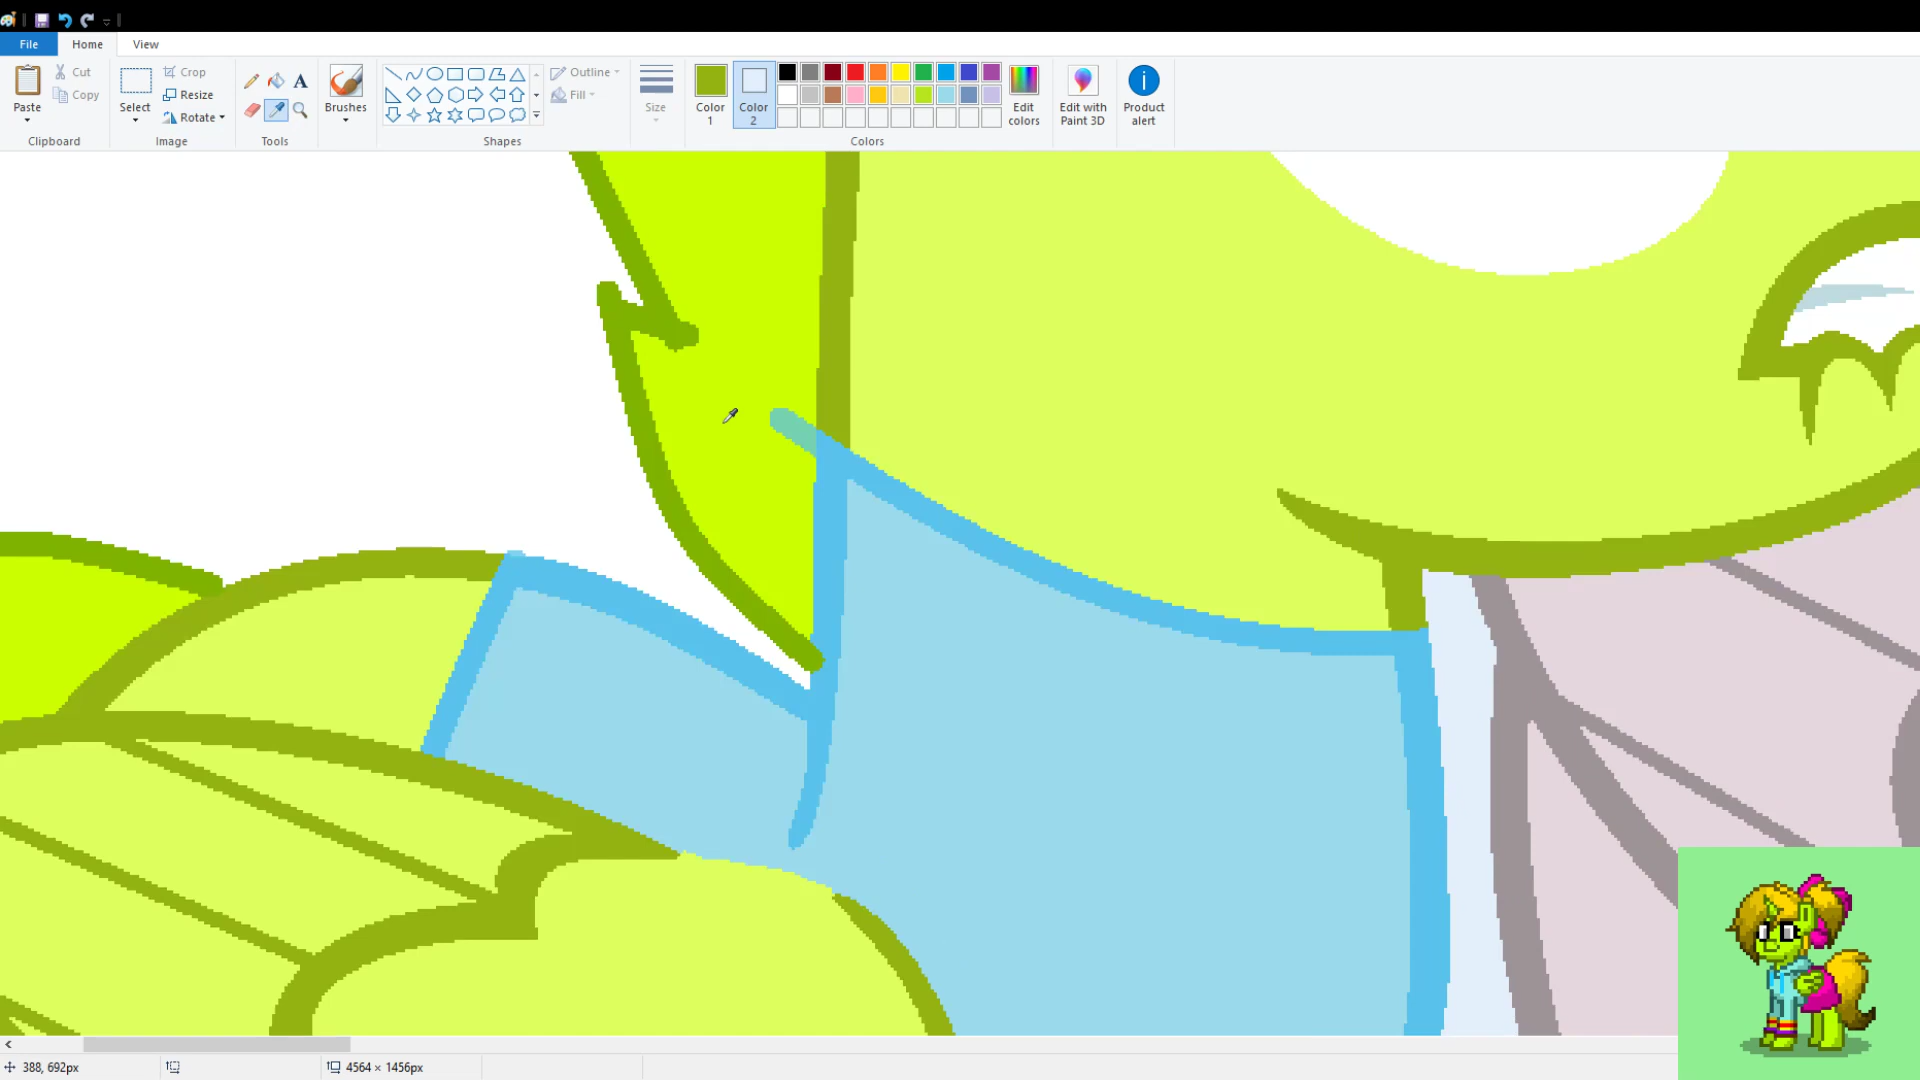 File Home View
Paste
Cut
Copy
Clipboard
Select
Crop
Resize
Rotate
Image
A
Tools
Brushes
Outline
Fill
Shapes
Size
Color 1
Color 2
Edit colors
Colors
Edit with Paint 3D
Product alert
388, 692px
4564 × 1456px